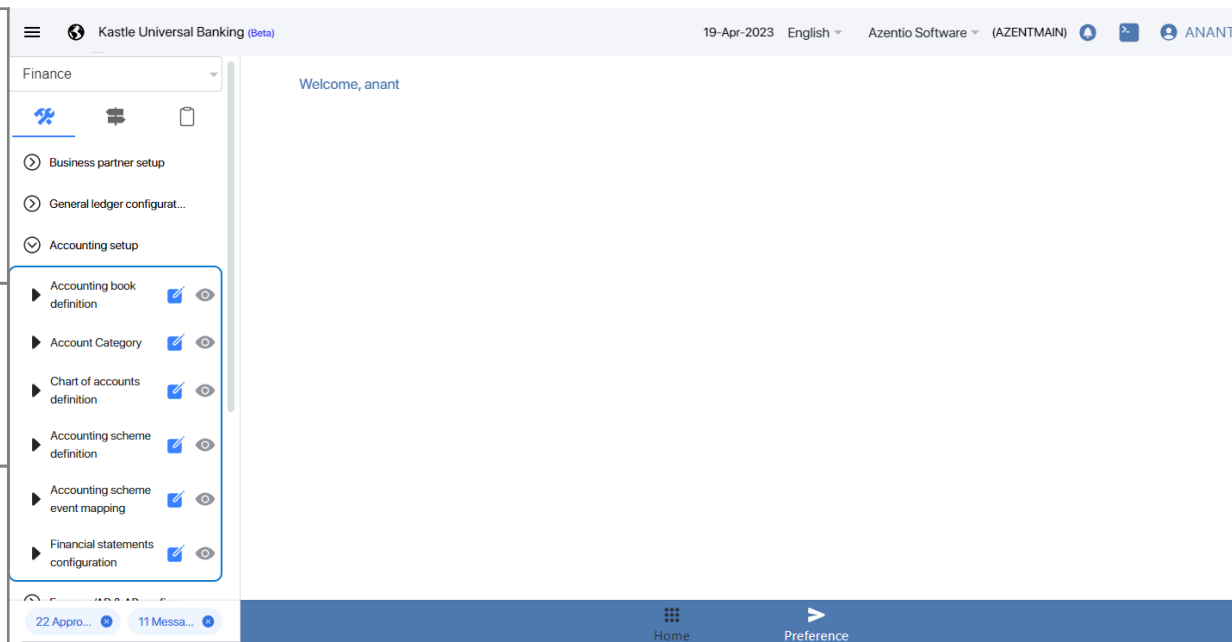 Kastle Universal Banking (Beta)
19-Apr-2023 English Azentio Software (AZENTMAIN) ANANT
Finance
Welcome, anant
Business partner setup
General ledger configurat...
Accounting setup
Accounting book
definition
Account Category
Chart of accounts
definition
Accounting scheme
definition
Accounting scheme
event mapping
Financial statements
configuration
22 Appro... 11 Messa...
Home
Preference